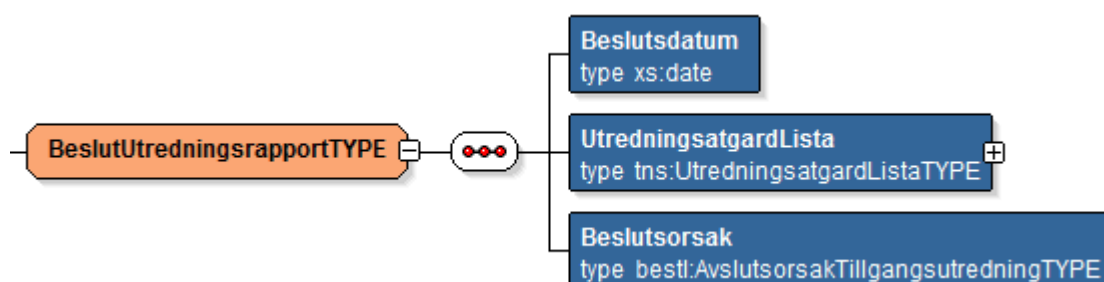 Beslutsdatum
type xs:date
BeslutUtredningsrapportTYPE
UtredningsatgardLista
type tns:UtredningsatgardListaTYPE
Beslutsorsak
type bestl:AvslutsorsakTillgangsutredningTYPE